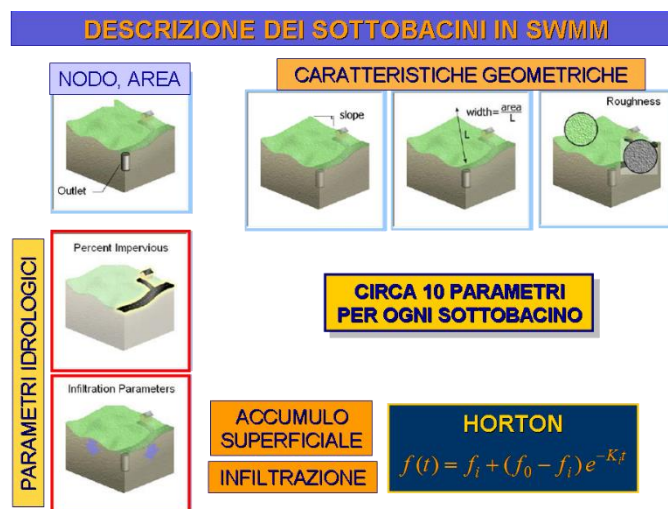 DESCRIZIONE DEI SOTTOBACINI IN SWMM
NODO, AREA
Outlet
CARATTERISTICHE GEOMETRICHE
slope
width= area/L
L
Roughness
PARAMETRI IDROLOGICI
Percent Impervious
Infiltration Parameters
CIRCA 10 PARAMETRI
PER OGNI SOTTOBACINO
ACCUMULO
SUPERFICIALE
INFILTRAZIONE
HORTON
f(t) = f_i + (f_0 − f_i) e^{−K_i t}